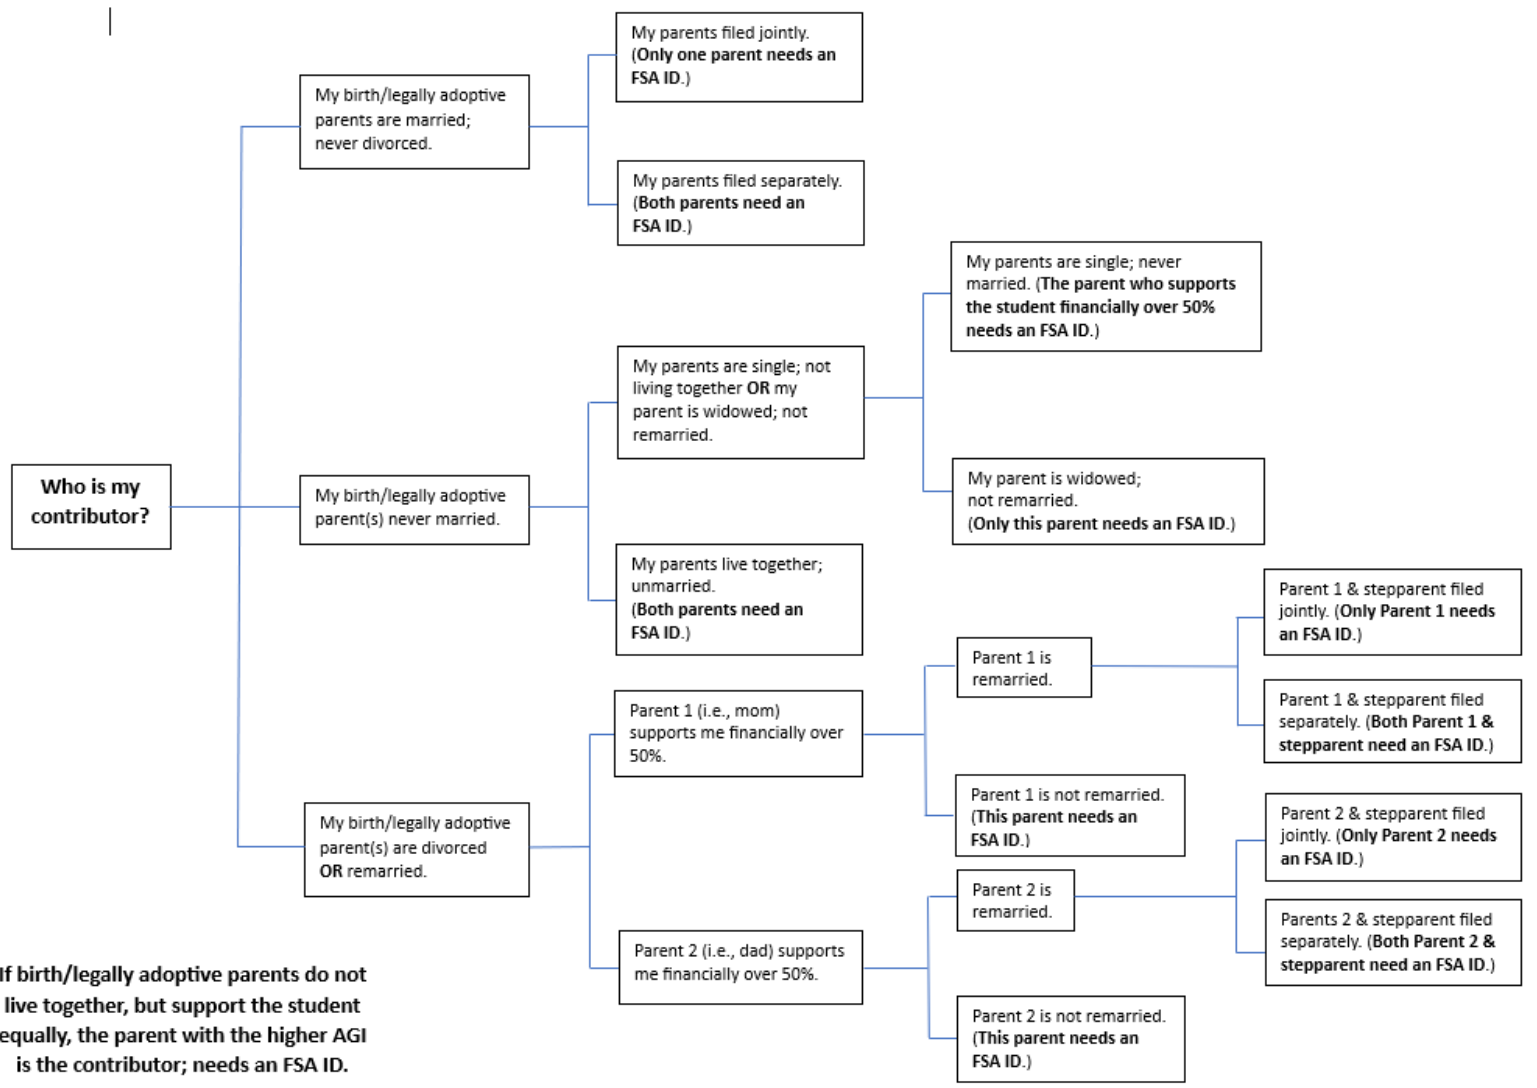 My parents filed jointly.
(Only one parent needs an
FSA ID.)
My birth/legally adoptive
parents are married;
never divorced.
My parents filed separately.
(Both parents need an
FSA ID.)
My parents are single; never
married. (The parent who supports
the student financially over 50%
needs an FSA ID.)
My parents are single; not
living together OR my
parent is widowed; not
remarried.
My parent is widowed;
not remarried.
(Only this parent needs an FSA ID.)
Who is my
contributor?
My birth/legally adoptive
parent(s) never married.
My parents live together;
unmarried.
(Both parents need an
FSA ID.)
Parent 1 & stepparent filed
jointly. (Only Parent 1 needs
an FSA ID.)
Parent 1 is
remarried.
Parent 1 & stepparent filed
separately. (Both Parent 1 &
stepparent need an FSA ID.)
Parent 1 (i.e., mom)
supports me financially over
50%.
Parent 1 is not remarried.
(This parent needs an
FSA ID.)
My birth/legally adoptive
parent(s) are divorced
OR remarried.
Parent 2 & stepparent filed
jointly. (Only Parent 2 needs
an FSA ID.)
Parent 2 is
remarried.
Parents 2 & stepparent filed
separately. (Both Parent 2 &
stepparent need an FSA ID.)
Parent 2 (i.e., dad) supports
me financially over 50%.
Parent 2 is not remarried.
(This parent needs an
FSA ID.)
If birth/legally adoptive parents do not
live together, but support the student
equally, the parent with the higher AGI
is the contributor; needs an FSA ID.